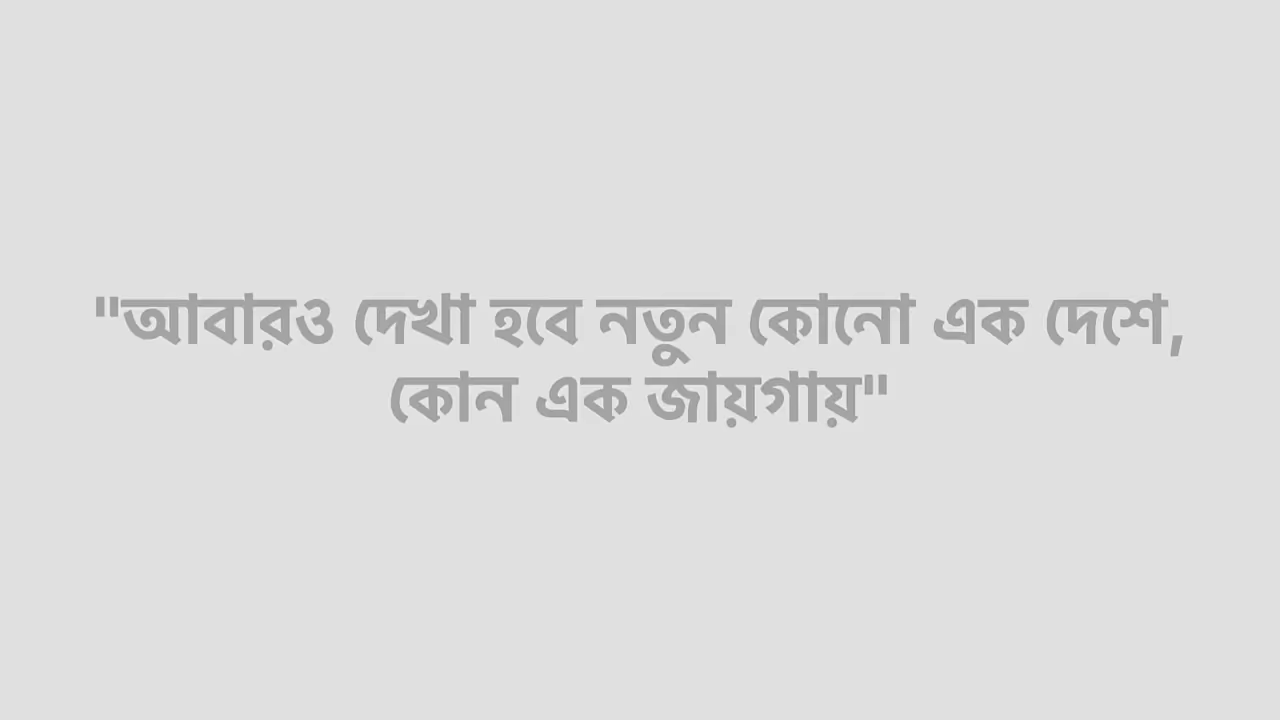 "আবারও দেখা হবে নতুন কোনো এক দেশে,
কোন এক জায়গায়"